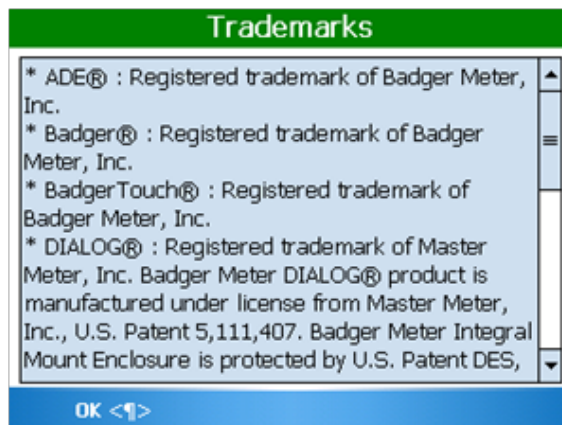 Trademarks
* ADE® : Registered trademark of Badger Meter,
Inc.
* Badger® : Registered trademark of Badger
Meter, Inc.
* BadgerTouch® : Registered trademark of
Badger Meter, Inc.
* DIALOG® : Registered trademark of Master
Meter, Inc. Badger Meter DIALOG® product is
manufactured under license from Master Meter,
Inc., U.S. Patent 5,111,407. Badger Meter Integral
Mount Enclosure is protected by U.S. Patent DES,
OK <¶>